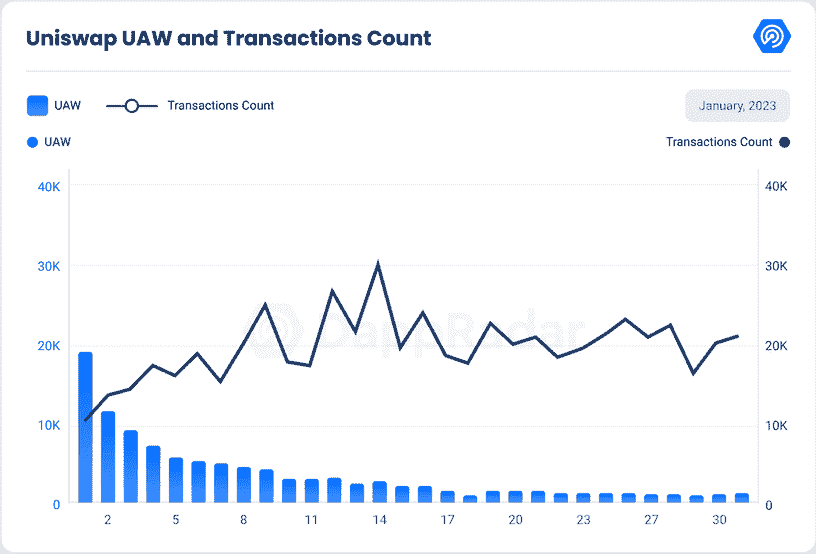 Uniswap UAW and Transactions Count
UAW
Transactions Count
January, 2023
UAW
Transactions Count
40K
40K
30K
30K
20K
20K
10K
10K
0
0
DappRadar
2
5
8
11
14
17
20
23
27
30